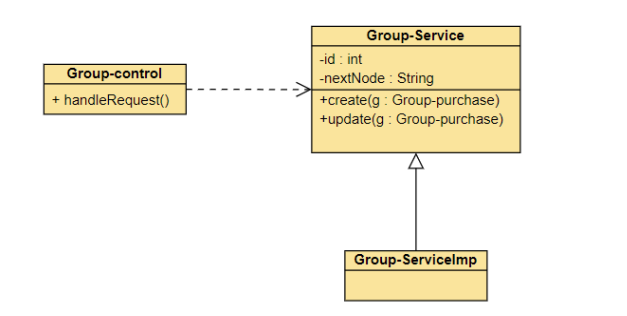 Group-Service
-id : int
-nextNode : String
+create(g : Group-purchase)
+update(g : Group-purchase)
Group-control
+ handleRequest()
Group-ServiceImp